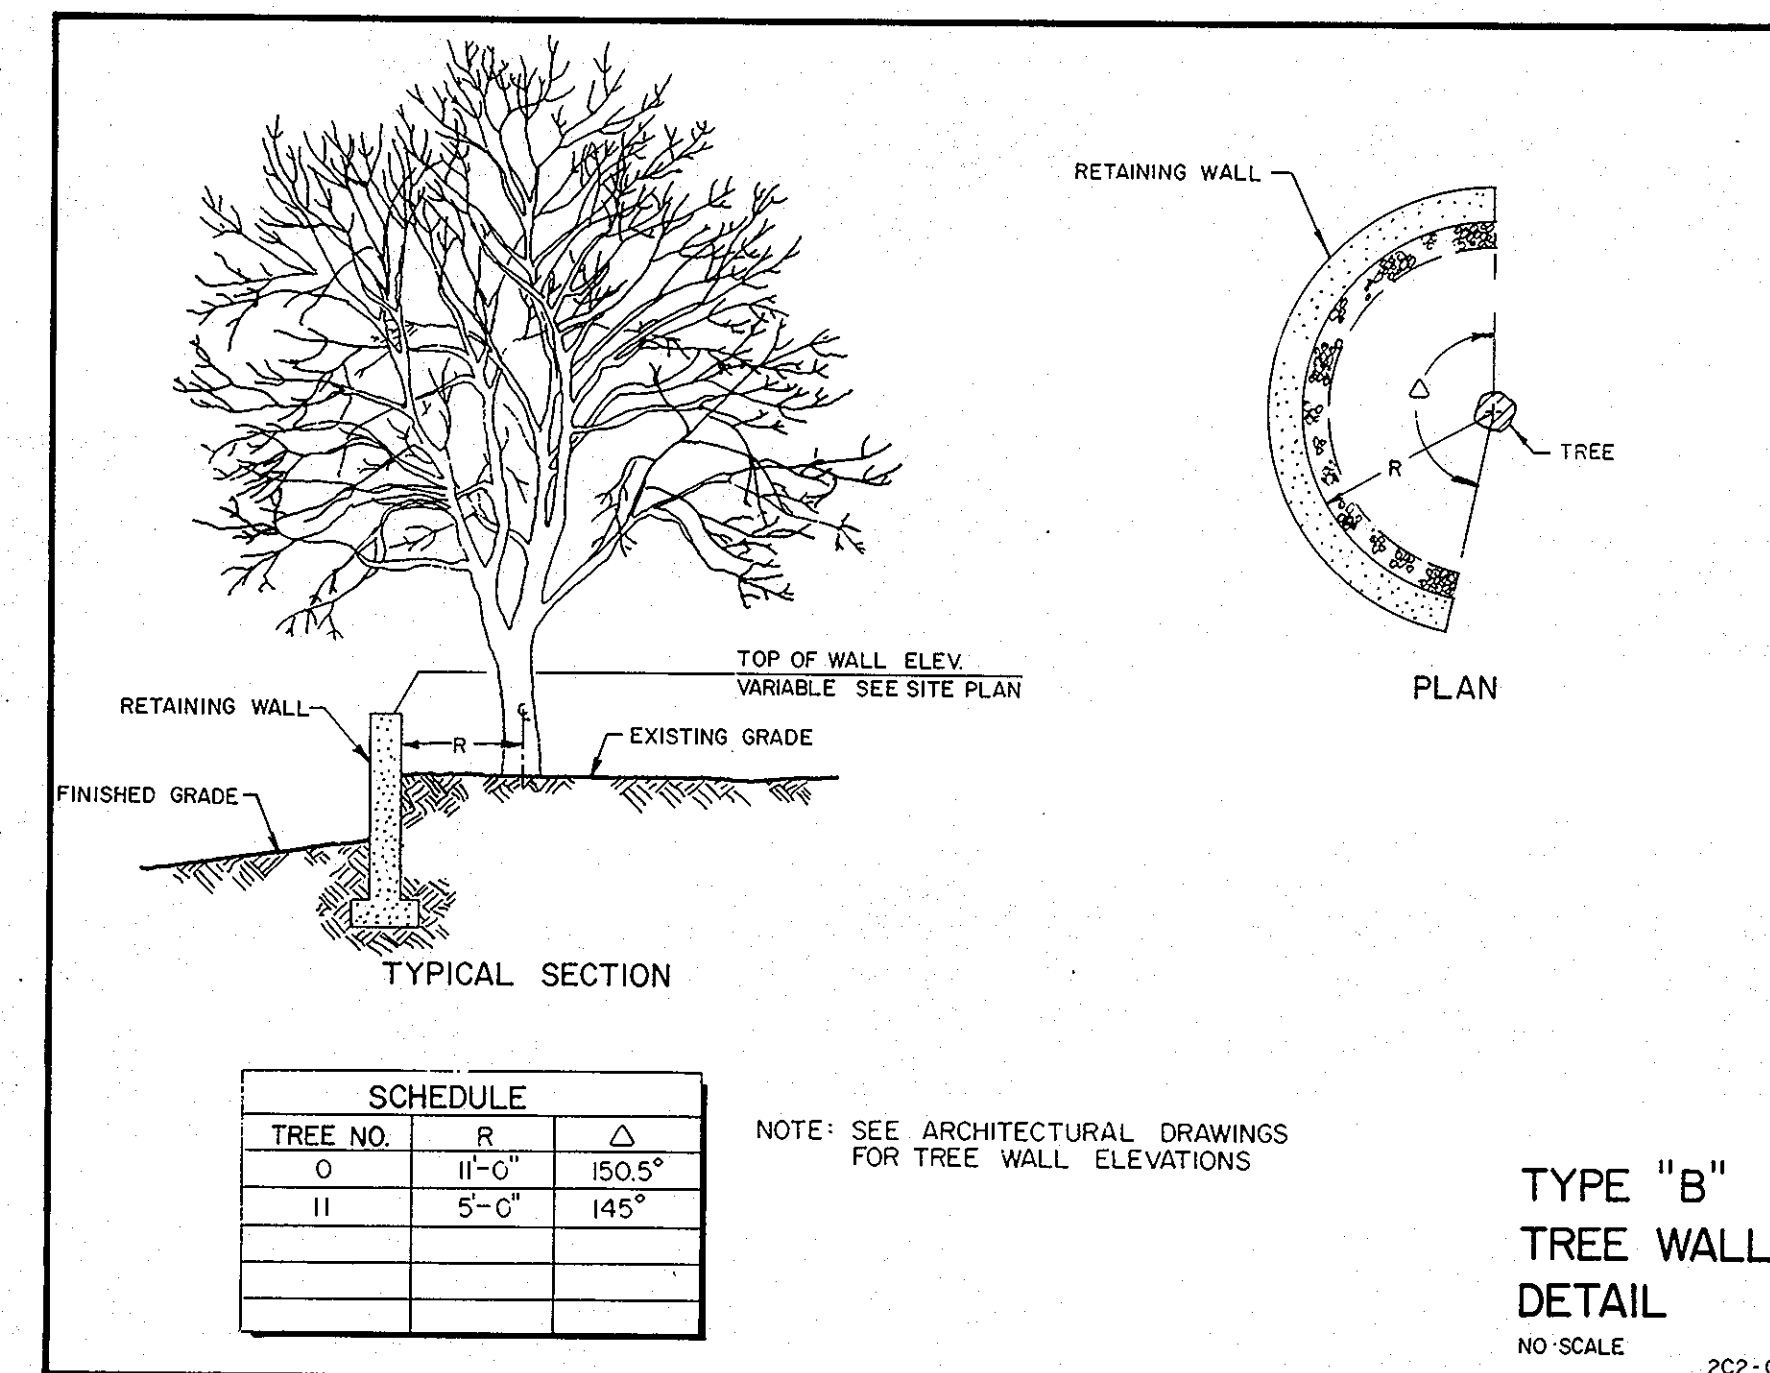 RETAINING WALL
TREE
R
△
PLAN
TOP OF WALL ELEV.
VARIABLE SEE SITE PLAN
RETAINING WALL
℄
R
EXISTING GRADE
FINISHED GRADE
TYPICAL SECTION
SCHEDULE
TREE NO. R △
0 11'-0" 150.5°
11 5'-0" 145°
NOTE: SEE ARCHITECTURAL DRAWINGS
FOR TREE WALL ELEVATIONS
TYPE "B"
TREE WALL
DETAIL
NO SCALE